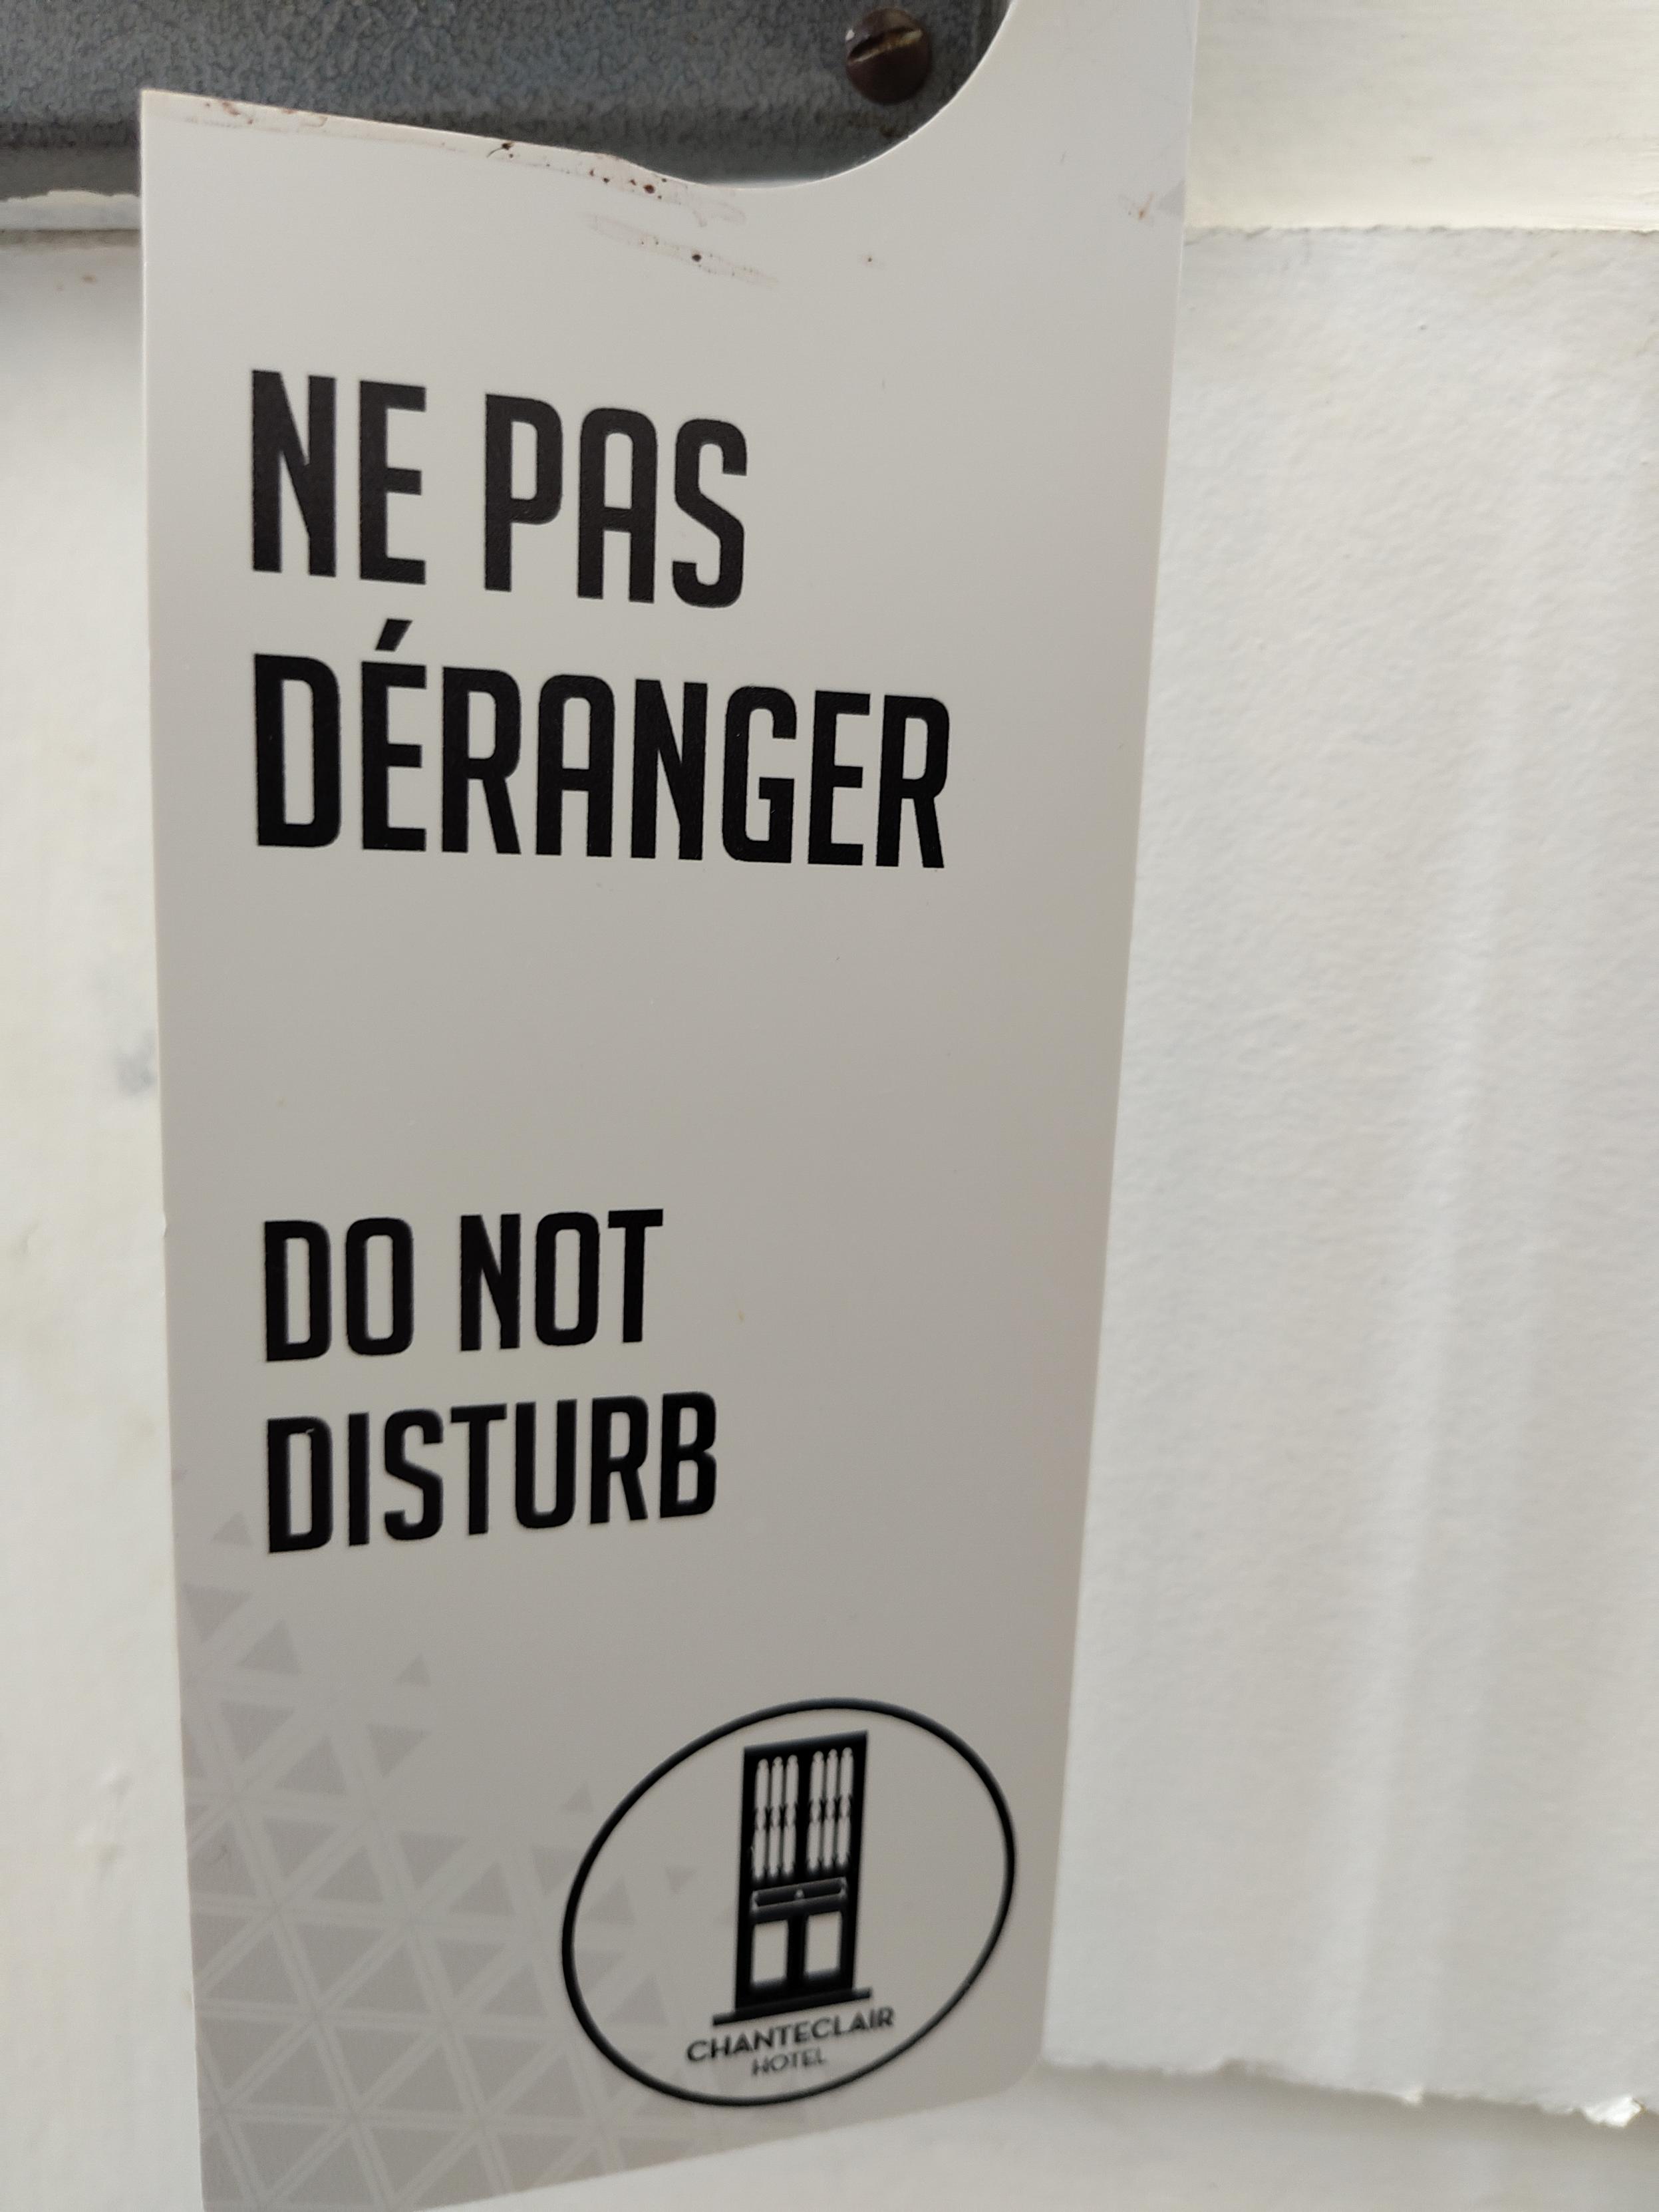 NE PAS
DÉRANGER
DO NOT
DISTURB
CHANTECLAIR
HOTEL